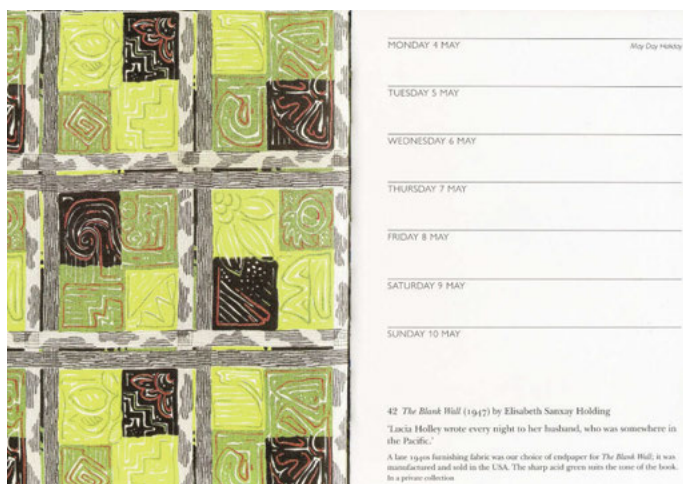 MONDAY 4 MAY
May Day Holiday
TUESDAY 5 MAY
WEDNESDAY 6 MAY
THURSDAY 7 MAY
FRIDAY 8 MAY
SATURDAY 9 MAY
SUNDAY 10 MAY
42 The Blank Wall (1947) by Elisabeth Sanxay Holding
'Lucia Holley wrote every night to her husband, who was somewhere in
the Pacific.'
A late 1940s furnishing fabric was our choice of endpaper for The Blank Wall; it was
manufactured and sold in the USA. The sharp acid green suits the tone of the book.
In a private collection